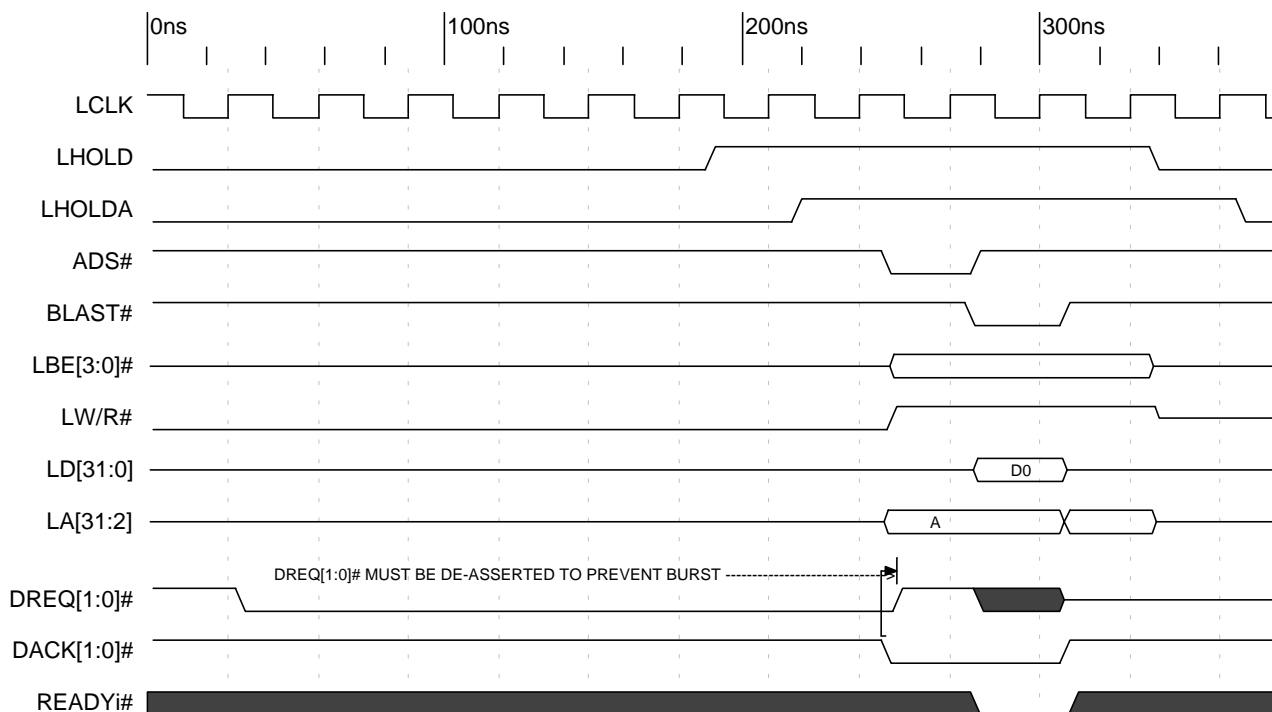 0ns 100ns 200ns 300ns
LCLK
LHOLD
LHOLDA
ADS#
BLAST#
LBE[3:0]#
LW/R#
LD[31:0] D0
LA[31:2] A
DREQ[1:0]# MUST BE DE-ASSERTED TO PREVENT BURST
DREQ[1:0]#
DACK[1:0]#
READYi#